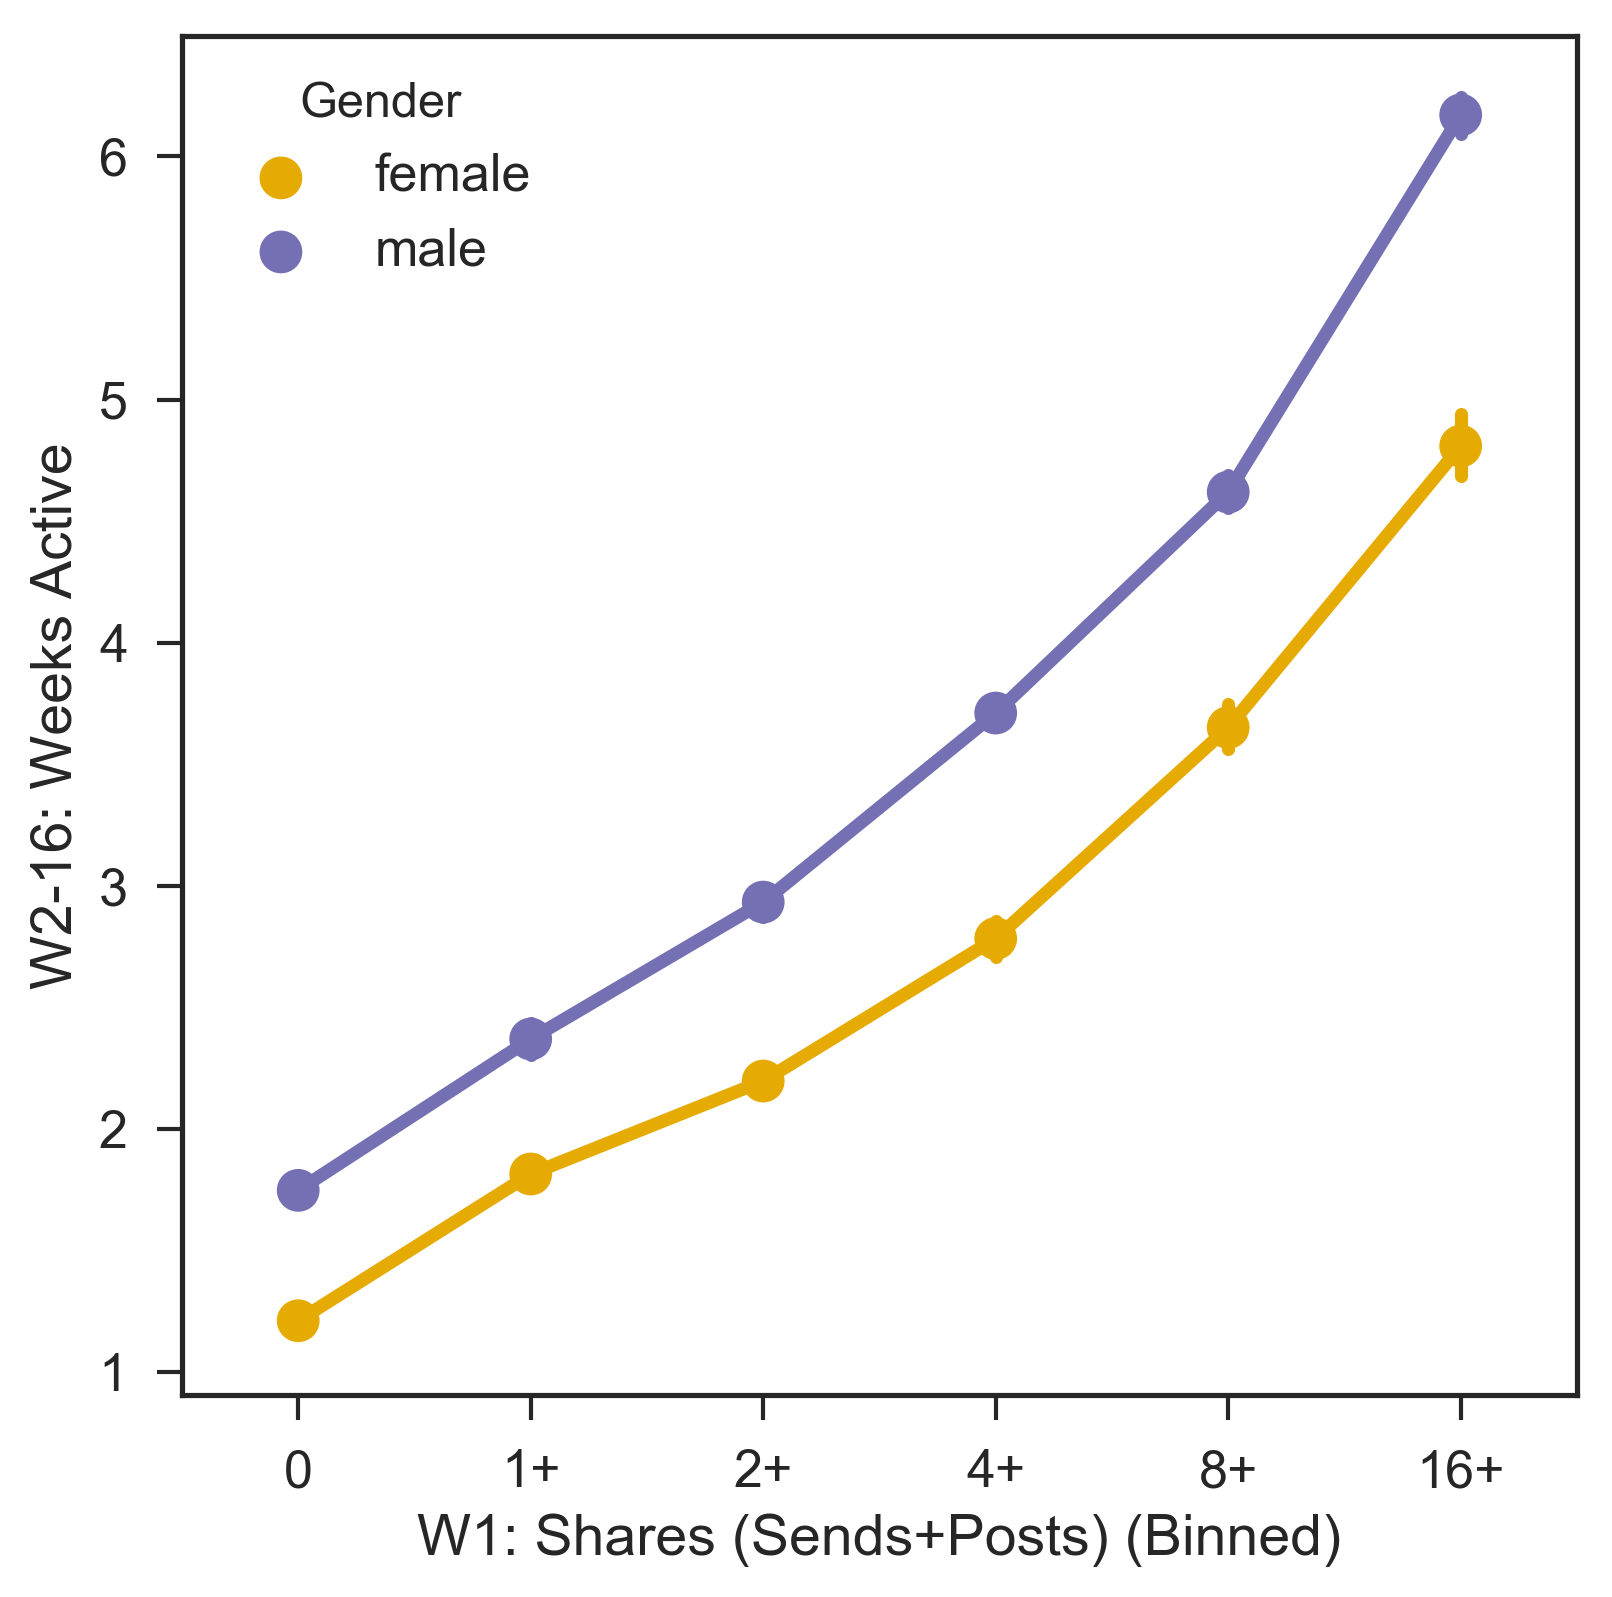 Gender
female
male
6
5
4
3
2
1
W2-16: Weeks Active
0 1+ 2+ 4+ 8+ 16+
W1: Shares (Sends+Posts) (Binned)